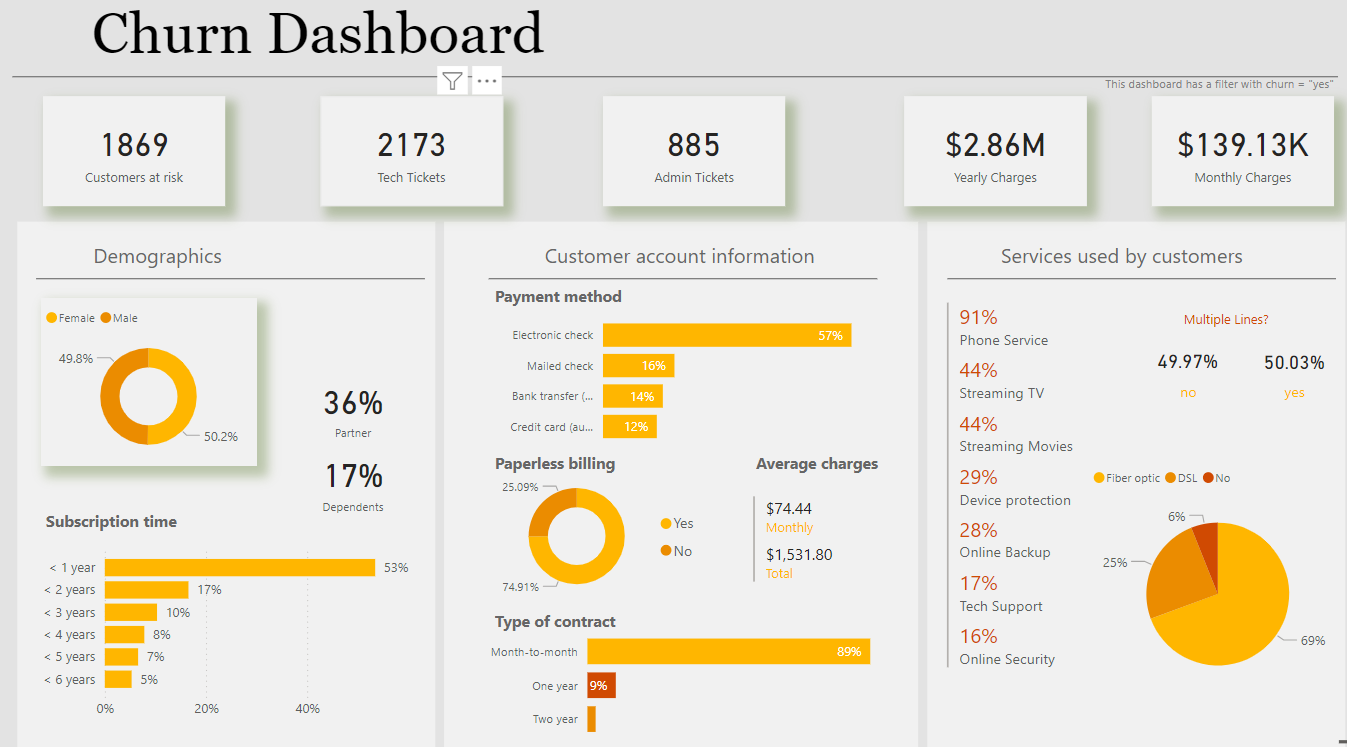 Churn Dashboard
This dashboard has a filter with churn = "yes"
1869
Customers at risk
2173
Tech Tickets
885
Admin Tickets
$2.86M
Yearly Charges
$139.13K
Monthly Charges
Demographics
Female Male
49.8%
50.2%
36%
Partner
17%
Dependents
Subscription time
< 1 year 53%
< 2 years 17%
< 3 years 10%
< 4 years 8%
< 5 years 7%
< 6 years 5%
0% 20% 40%
Customer account information
Payment method
Electronic check 57%
Mailed check 16%
Bank transfer (... 14%
Credit card (au... 12%
Paperless billing
25.09%
74.91%
Yes
No
Average charges
$74.44
Monthly
$1,531.80
Total
Type of contract
Month-to-month 89%
One year 9%
Two year
Services used by customers
91%
Phone Service
44%
Streaming TV
44%
Streaming Movies
29%
Device protection
28%
Online Backup
17%
Tech Support
16%
Online Security
Multiple Lines?
49.97% 50.03%
no yes
Fiber optic DSL No
6%
25%
69%